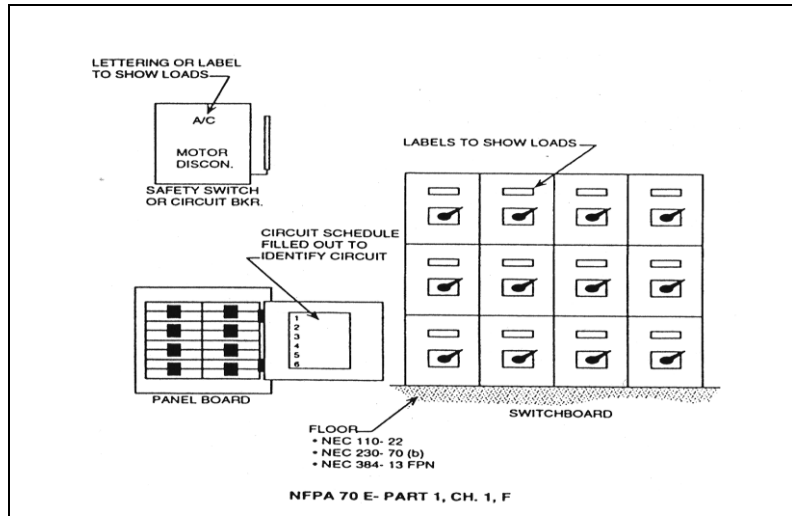 LETTERING OR LABEL
TO SHOW LOADS
A/C
MOTOR
DISCON.
SAFETY SWITCH
OR CIRCUIT BKR.
LABELS TO SHOW LOADS
CIRCUIT SCHEDULE
FILLED OUT TO
IDENTIFY CIRCUIT
1
2
3
4
5
6
PANEL BOARD
SWITCHBOARD
FLOOR
• NEC 110- 22
• NEC 230- 70 (b)
• NEC 384- 13 FPN
NFPA 70 E- PART 1, CH. 1, F